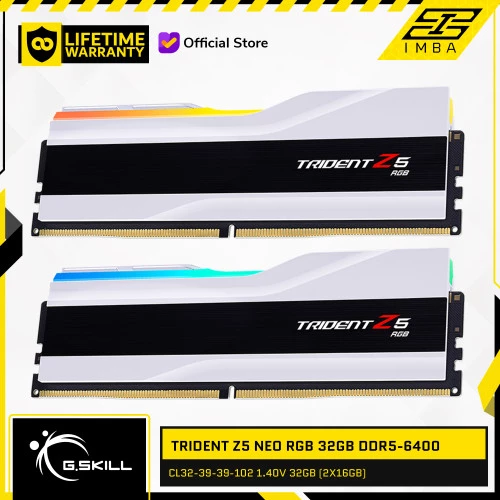 LIFETIME
WARRANTY
Official Store
IMBA
TRIDENT Z5
RGB
TRIDENT Z5
RGB
G.SKILL
TRIDENT Z5 NEO RGB 32GB DDR5-6400
CL32-39-39-102 1.40V 32GB (2X16GB)